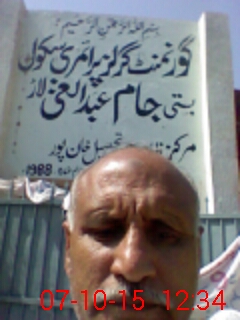 بسم اللہ الرحمن الرحیم
گورنمنٹ گرلز پرائمری سکول
بستی جام عبدالغنی لاڑ
مرکز تحصیل خان پور
1988
07-10-15 12:34